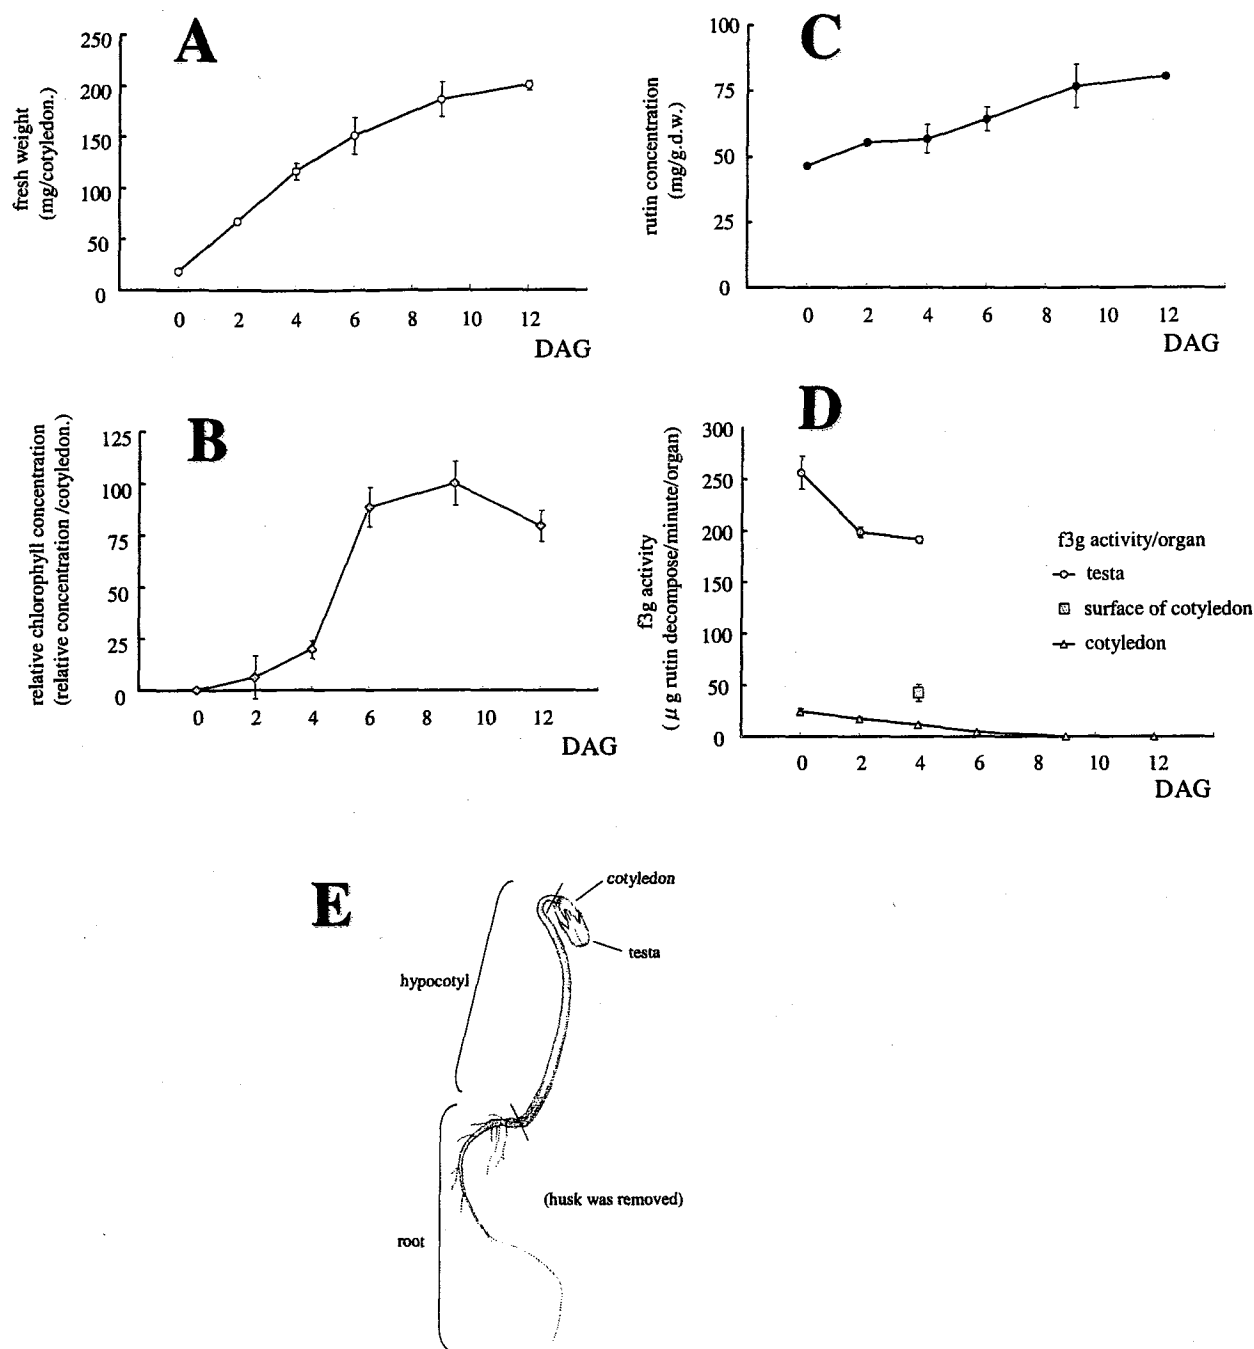 A
250
200
150
100
50
0
fresh weight
(mg/cotyledon.)
0 2 4 6 8 10 12
DAG
C
100
75
50
25
0
rutin concentration
(mg/g.d.w.)
0 2 4 6 8 10 12
DAG
B
125
100
75
50
25
0
relative chlorophyll concentration
(relative concentration /cotyledon.)
0 2 4 6 8 10 12
DAG
D
300
250
200
150
100
50
0
f3g activity
(μg rutin decompose/minute/organ)
0 2 4 6 8 10 12
DAG
f3g activity/organ
testa
surface of cotyledon
cotyledon
E
cotyledon
testa
hypocotyl
(husk was removed)
root